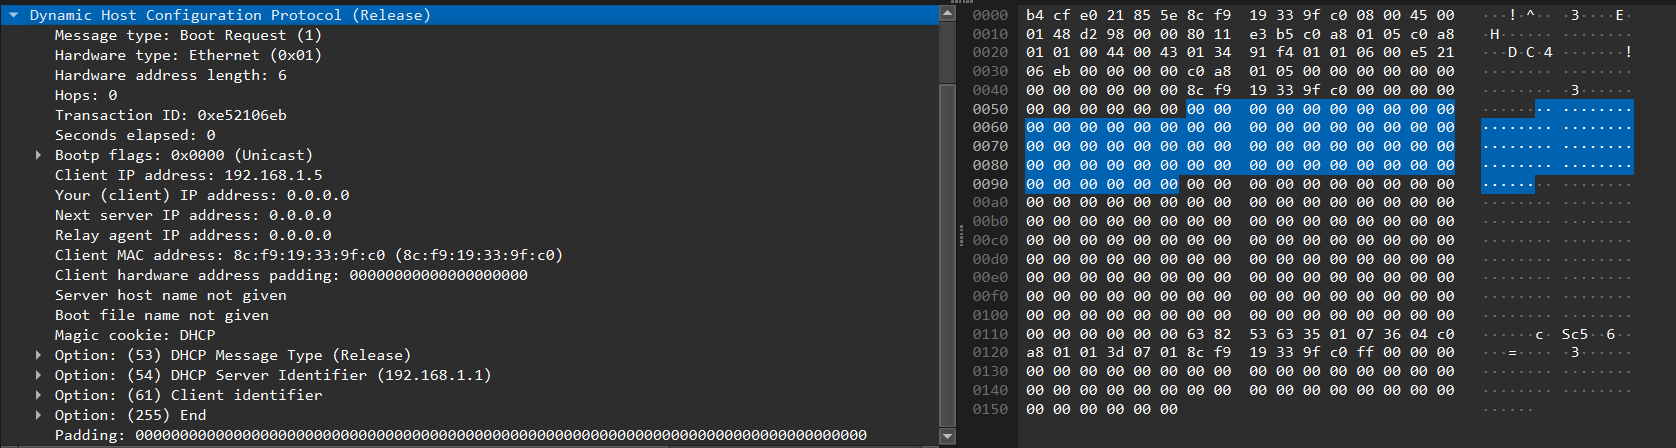 Dynamic Host Configuration Protocol (Release)
Message type: Boot Request (1)
Hardware type: Ethernet (0x01)
Hardware address length: 6
Hops: 0
Transaction ID: 0xe52106eb
Seconds elapsed: 0
Bootp flags: 0x0000 (Unicast)
Client IP address: 192.168.1.5
Your (client) IP address: 0.0.0.0
Next server IP address: 0.0.0.0
Relay agent IP address: 0.0.0.0
Client MAC address: 8c:f9:19:33:9f:c0 (8c:f9:19:33:9f:c0)
Client hardware address padding: 00000000000000000000
Server host name not given
Boot file name not given
Magic cookie: DHCP
Option: (53) DHCP Message Type (Release)
Option: (54) DHCP Server Identifier (192.168.1.1)
Option: (61) Client identifier
Option: (255) End
Padding: 0000000000000000000000000000000000000000000000000000000000000000000000000000000000
0000 b4 cf e0 21 85 5e 8c f9 19 33 9f c0 08 00 45 00 ···!·^·· ·3····E·
0010 01 48 d2 98 00 00 80 11 e3 b5 c0 a8 01 05 c0 a8 ·H······ ········
0020 01 01 00 44 00 43 01 34 91 f4 01 01 06 00 e5 21 ···D·C·4 ·······!
0030 06 eb 00 00 00 00 c0 a8 01 05 00 00 00 00 00 00 ········ ········
0040 00 00 00 00 00 00 8c f9 19 33 9f c0 00 00 00 00 ········ ·3······
0050 00 00 00 00 00 00 00 00 00 00 00 00 00 00 00 00 ········ ········
0060 00 00 00 00 00 00 00 00 00 00 00 00 00 00 00 00 ········ ········
0070 00 00 00 00 00 00 00 00 00 00 00 00 00 00 00 00 ········ ········
0080 00 00 00 00 00 00 00 00 00 00 00 00 00 00 00 00 ········ ········
0090 00 00 00 00 00 00 00 00 00 00 00 00 00 00 00 00 ········ ········
00a0 00 00 00 00 00 00 00 00 00 00 00 00 00 00 00 00 ········ ········
00b0 00 00 00 00 00 00 00 00 00 00 00 00 00 00 00 00 ········ ········
00c0 00 00 00 00 00 00 00 00 00 00 00 00 00 00 00 00 ········ ········
00d0 00 00 00 00 00 00 00 00 00 00 00 00 00 00 00 00 ········ ········
00e0 00 00 00 00 00 00 00 00 00 00 00 00 00 00 00 00 ········ ········
00f0 00 00 00 00 00 00 00 00 00 00 00 00 00 00 00 00 ········ ········
0100 00 00 00 00 00 00 00 00 00 00 00 00 00 00 00 00 ········ ········
0110 00 00 00 00 00 00 63 82 53 63 35 01 07 36 04 c0 ······c· Sc5··6··
0120 a8 01 01 3d 07 01 8c f9 19 33 9f c0 ff 00 00 00 ···=···· ·3······
0130 00 00 00 00 00 00 00 00 00 00 00 00 00 00 00 00 ········ ········
0140 00 00 00 00 00 00 00 00 00 00 00 00 00 00 00 00 ········ ········
0150 00 00 00 00 00 00 ······